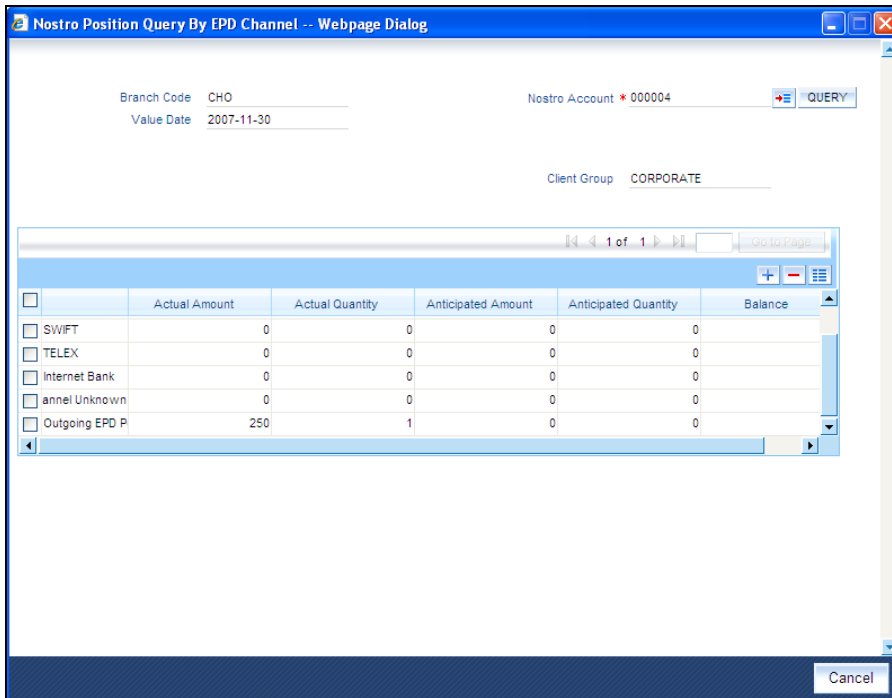 Nostro Position Query By EPD Channel -- Webpage Dialog
Branch Code CHO
Nostro Account * 000004
QUERY
Value Date 2007-11-30
Client Group CORPORATE
1 of 1
Go to Page
Actual Amount Actual Quantity Anticipated Amount Anticipated Quantity Balance
SWIFT 0 0 0 0
TELEX 0 0 0 0
Internet Bank 0 0 0 0
annel Unknown 0 0 0 0
Outgoing EPD P 250 1 0 0
Cancel